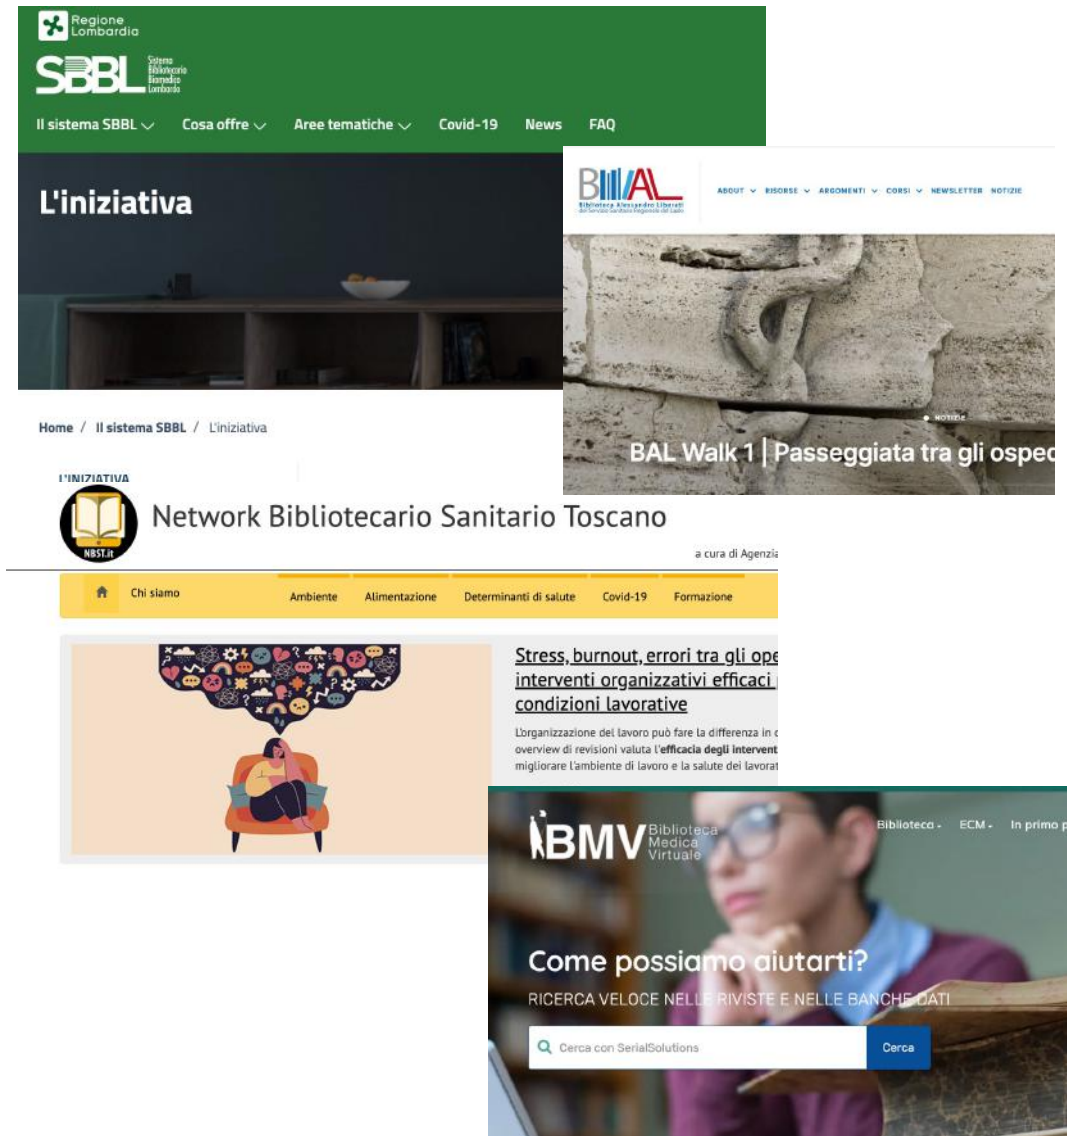 Regione
Lombardia
SBBL
Sistema
Bibliotecario
Biomedico
Lombardo
Il sistema SBBL Cosa offre Aree tematiche Covid-19 News FAQ
L'iniziativa
Home / Il sistema SBBL / L'iniziativa
L'INIZIATIVA
BAL
Biblioteca Alessandro Liberati
del Servizio Sanitario Regionale del Lazio
ABOUT RISORSE ARGOMENTI CORSI NEWSLETTER NOTIZIE
NOTIZIE
BAL Walk 1 | Passeggiata tra gli osped
NBST.it
Network Bibliotecario Sanitario Toscano
a cura di Agenzia
Chi siamo Ambiente Alimentazione Determinanti di salute Covid-19 Formazione
Stress, burnout, errori tra gli ope
interventi organizzativi efficaci
condizioni lavorative
L'organizzazione del lavoro può fare la differenza in
overview di revisioni valuta l'efficacia degli intervent
migliorare l'ambiente di lavoro e la salute dei lavorat
BMV
Biblioteca
Medica
Virtuale
Biblioteca ECM In primo p
Come possiamo aiutarti?
RICERCA VELOCE NELLE RIVISTE E NELLE BANCHE DATI
Cerca con SerialSolutions Cerca